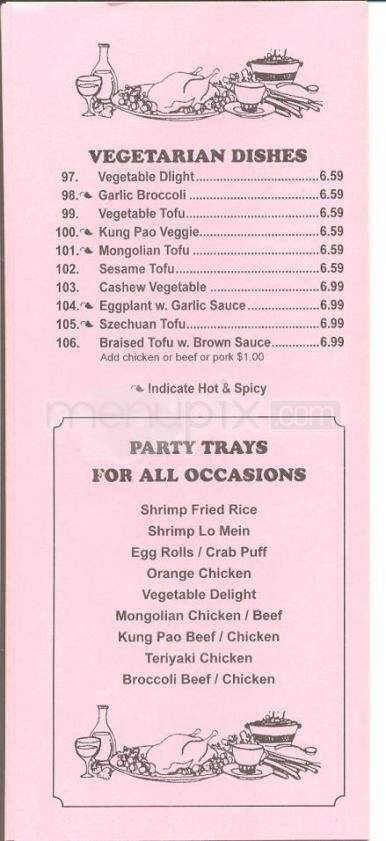 VEGETARIAN DISHES
97. Vegetable Dlight..............................6.59
98. Garlic Broccoli ................................6.59
99. Vegetable Tofu.................................6.59
100. Kung Pao Veggie.............................6.59
101. Mongolian Tofu ...............................6.59
102. Sesame Tofu...................................6.59
103. Cashew Vegetable ...........................6.99
104. Eggplant w. Garlic Sauce..................6.99
105. Szechuan Tofu.................................6.99
106. Braised Tofu w. Brown Sauce.............6.99
Add chicken or beef or pork $1.00
Indicate Hot & Spicy
menupix.com
PARTY TRAYS
FOR ALL OCCASIONS
Shrimp Fried Rice
Shrimp Lo Mein
Egg Rolls / Crab Puff
Orange Chicken
Vegetable Delight
Mongolian Chicken / Beef
Kung Pao Beef / Chicken
Teriyaki Chicken
Broccoli Beef / Chicken